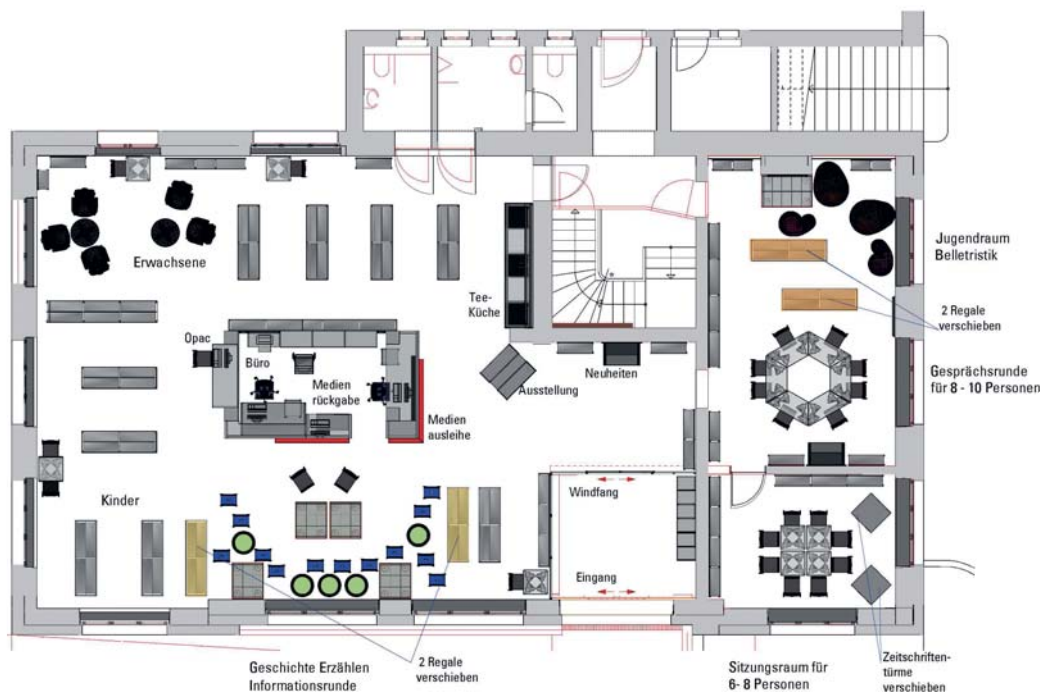 Erwachsene
Tee-
Küche
Jugendraum
Belletristik
2 Regale
verschieben
Opac
Büro
Medien
rückgabe
Medien
ausleihe
Ausstellung
Neuheiten
Gesprächsrunde
für 8 - 10 Personen
Kinder
Windfang
Eingang
Geschichte Erzählen
Informationsrunde
2 Regale
verschieben
Sitzungsraum für
6- 8 Personen
Zeitschriften-
türme
verschieben